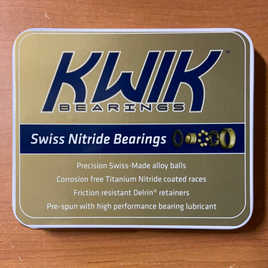 KWIK™
BEARINGS
Swiss Nitride Bearings
Precision Swiss-Made alloy balls
Corrosion free Titanium Nitride coated races
Friction resistant Delrin® retainers
Pre-spun with high performance bearing lubricant